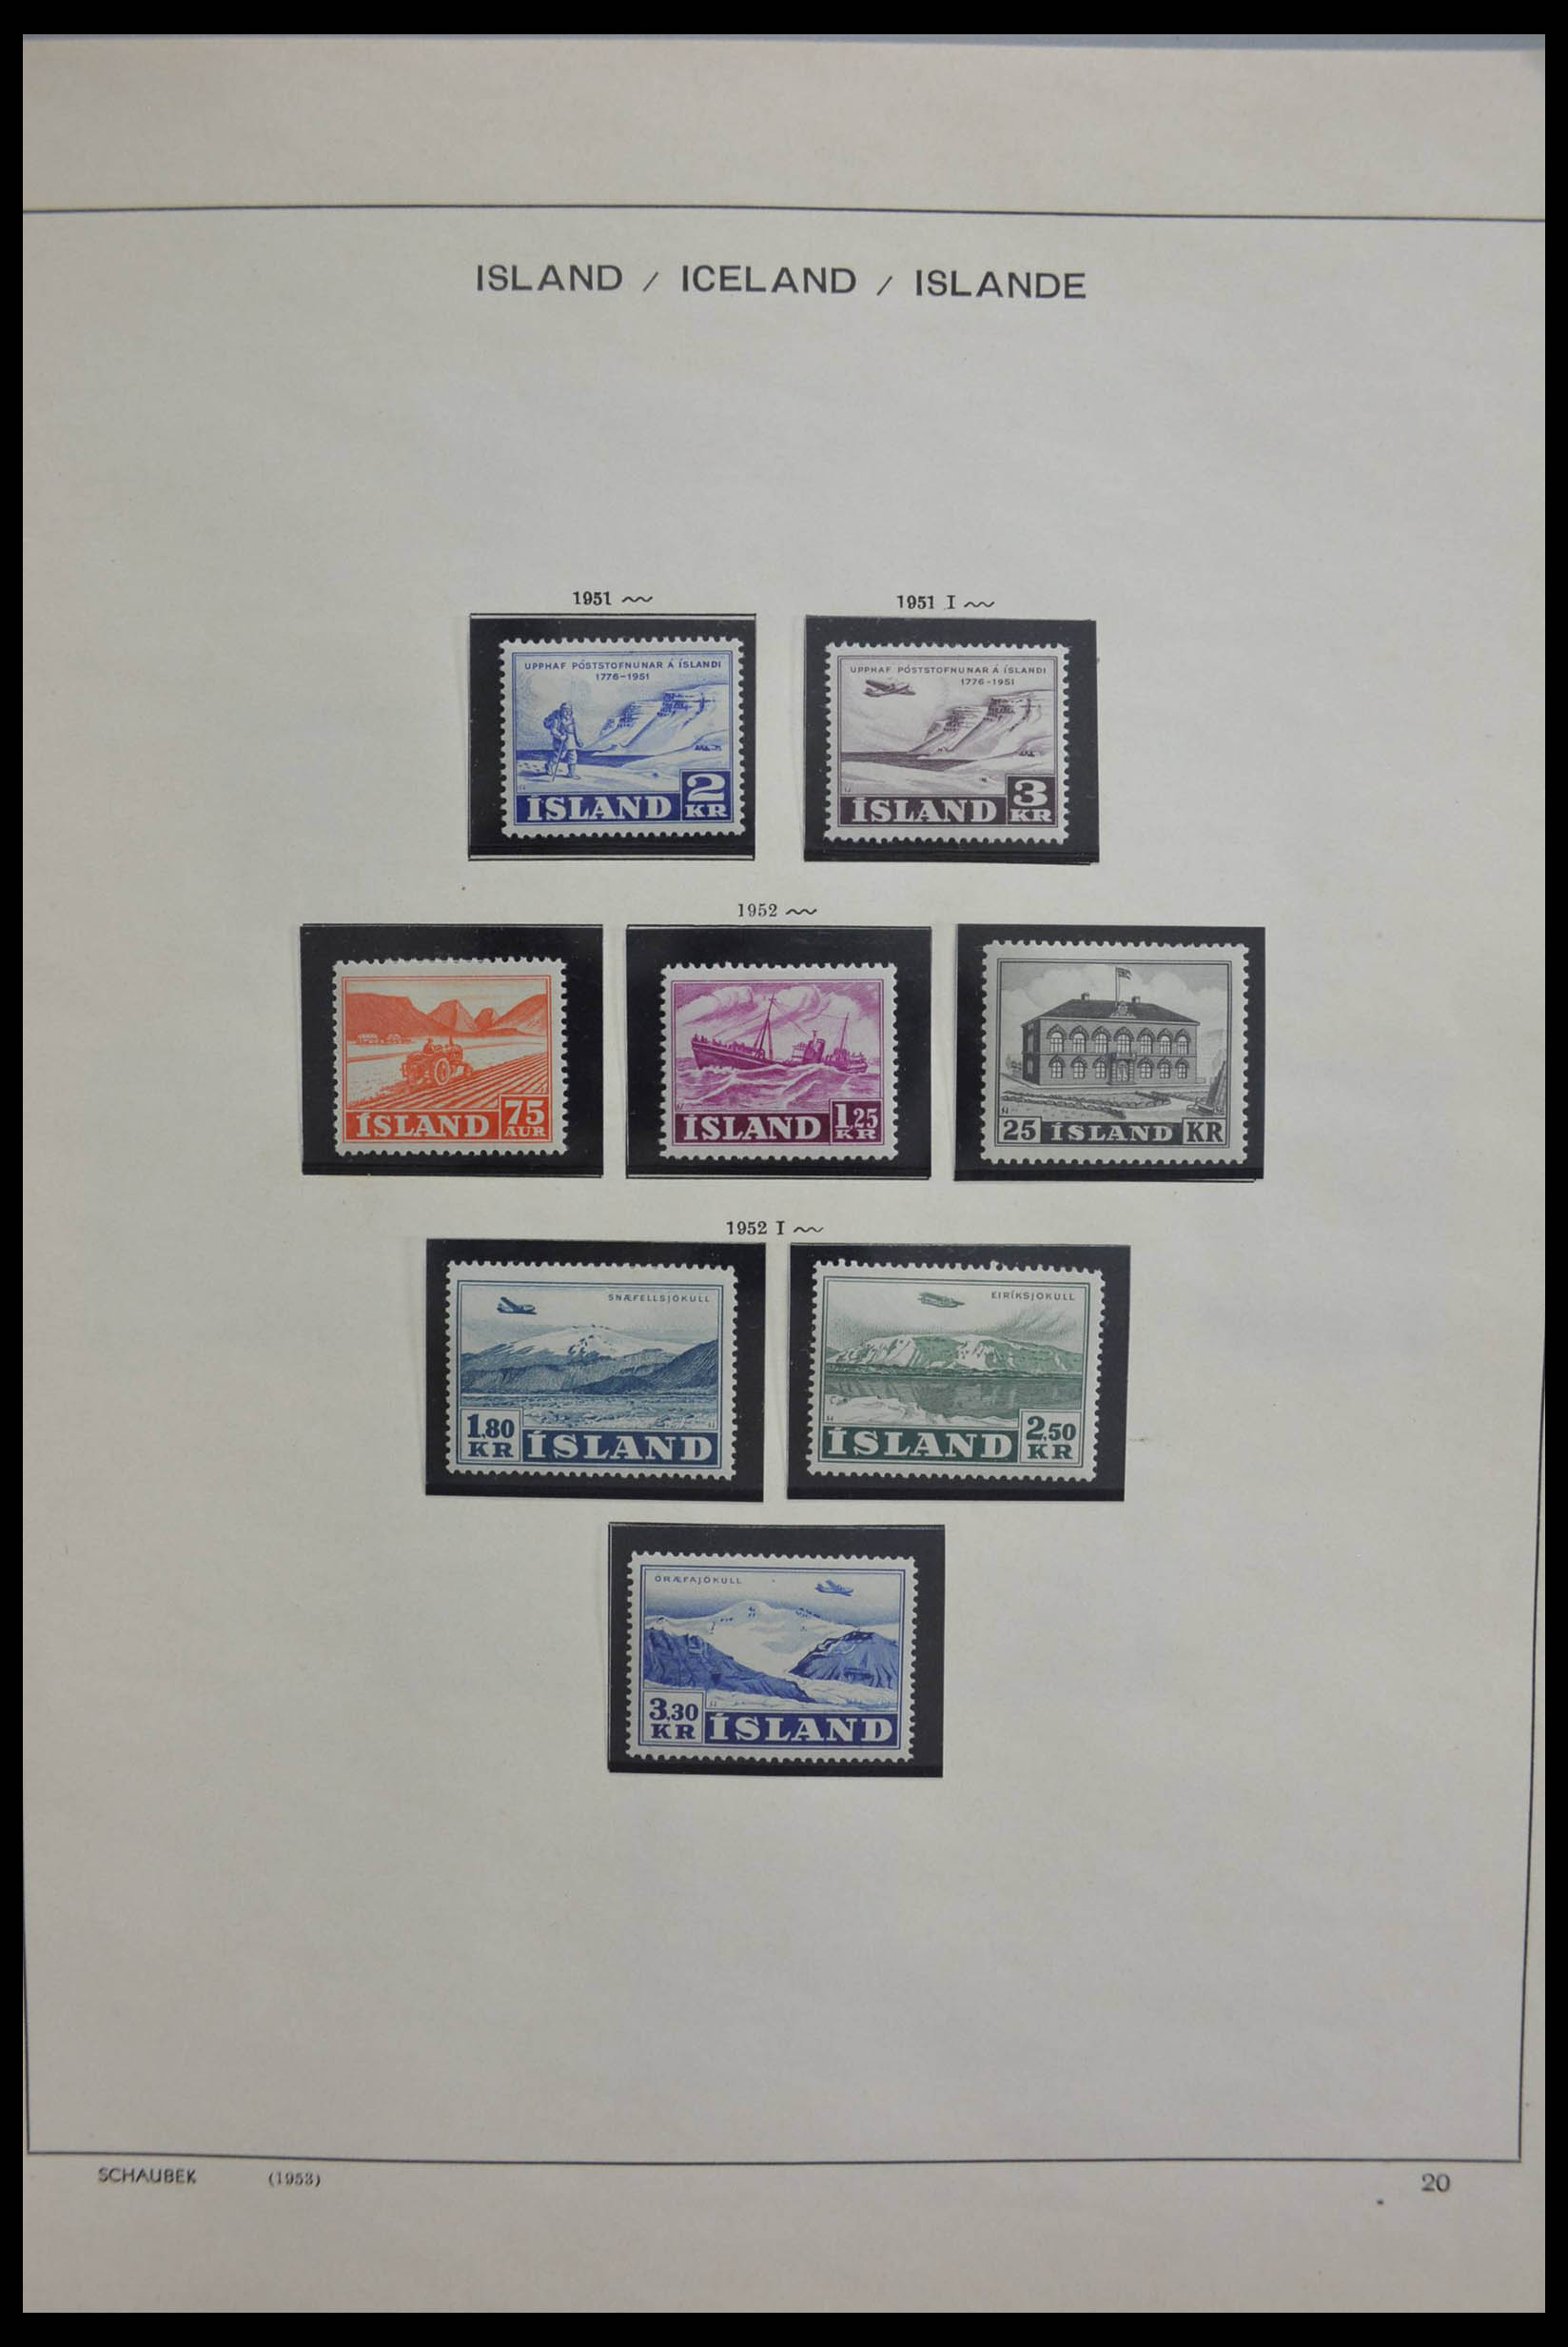 ISLAND / ICELAND / ISLANDE
1951
1951 I
UPPHAF PÓSTSTOFNUNAR Á ÍSLANDI
1776-1951
ÍSLAND 2 KR
UPPHAF PÓSTSTOFNUNAR Á ÍSLANDI
1776-1951
ÍSLAND 3 KR
1952
ÍSLAND 75 AUR
ÍSLAND 1,25 KR
25 ÍSLAND KR
1952 I
SNÆFELLSJÖKULL
1,80 KR ÍSLAND
EIRÍKSJÖKULL
ÍSLAND 2,50 KR
ÖRÆFAJÖKULL
3,30 KR ÍSLAND
SCHAUBEK (1953) 20